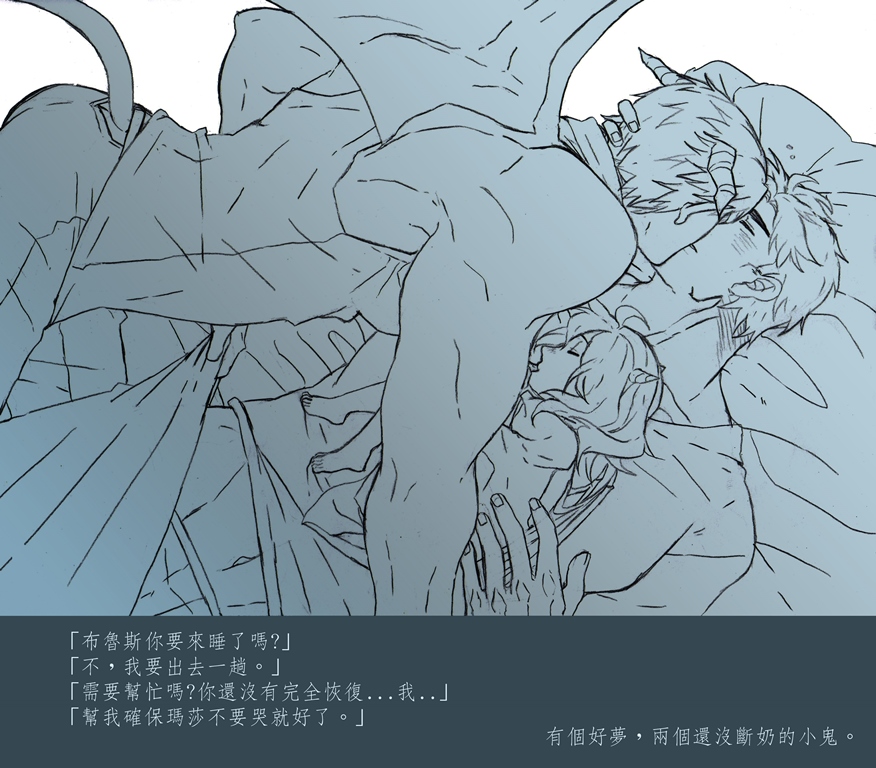 「布魯斯你要來睡了嗎?」
「不，我要出去一趟。」
「需要幫忙嗎?你還沒有完全恢復...我..」
「幫我確保瑪莎不要哭就好了。」
有個好夢，兩個還沒斷奶的小鬼。